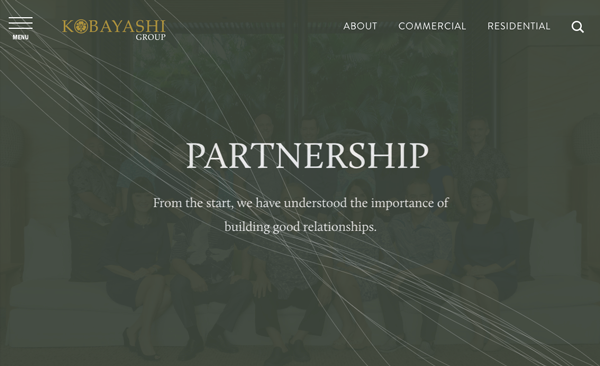 MENU
KOBAYASHI
GROUP
ABOUT
COMMERCIAL
RESIDENTIAL
PARTNERSHIP
From the start, we have understood the importance of
building good relationships.